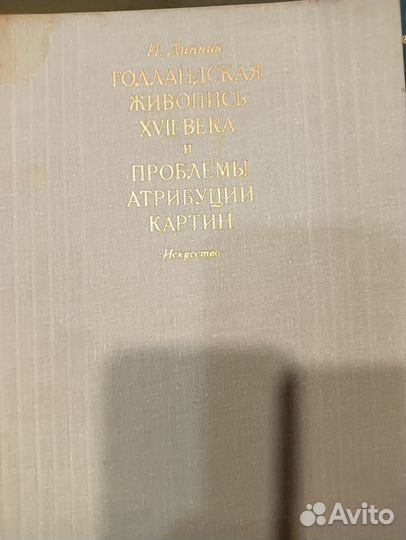 И. Линник
ГОЛЛАНДСКАЯ
ЖИВОПИСЬ
XVII ВЕКА
и
ПРОБЛЕМЫ
АТРИБУЦИИ
КАРТИН
Искусство
Avito